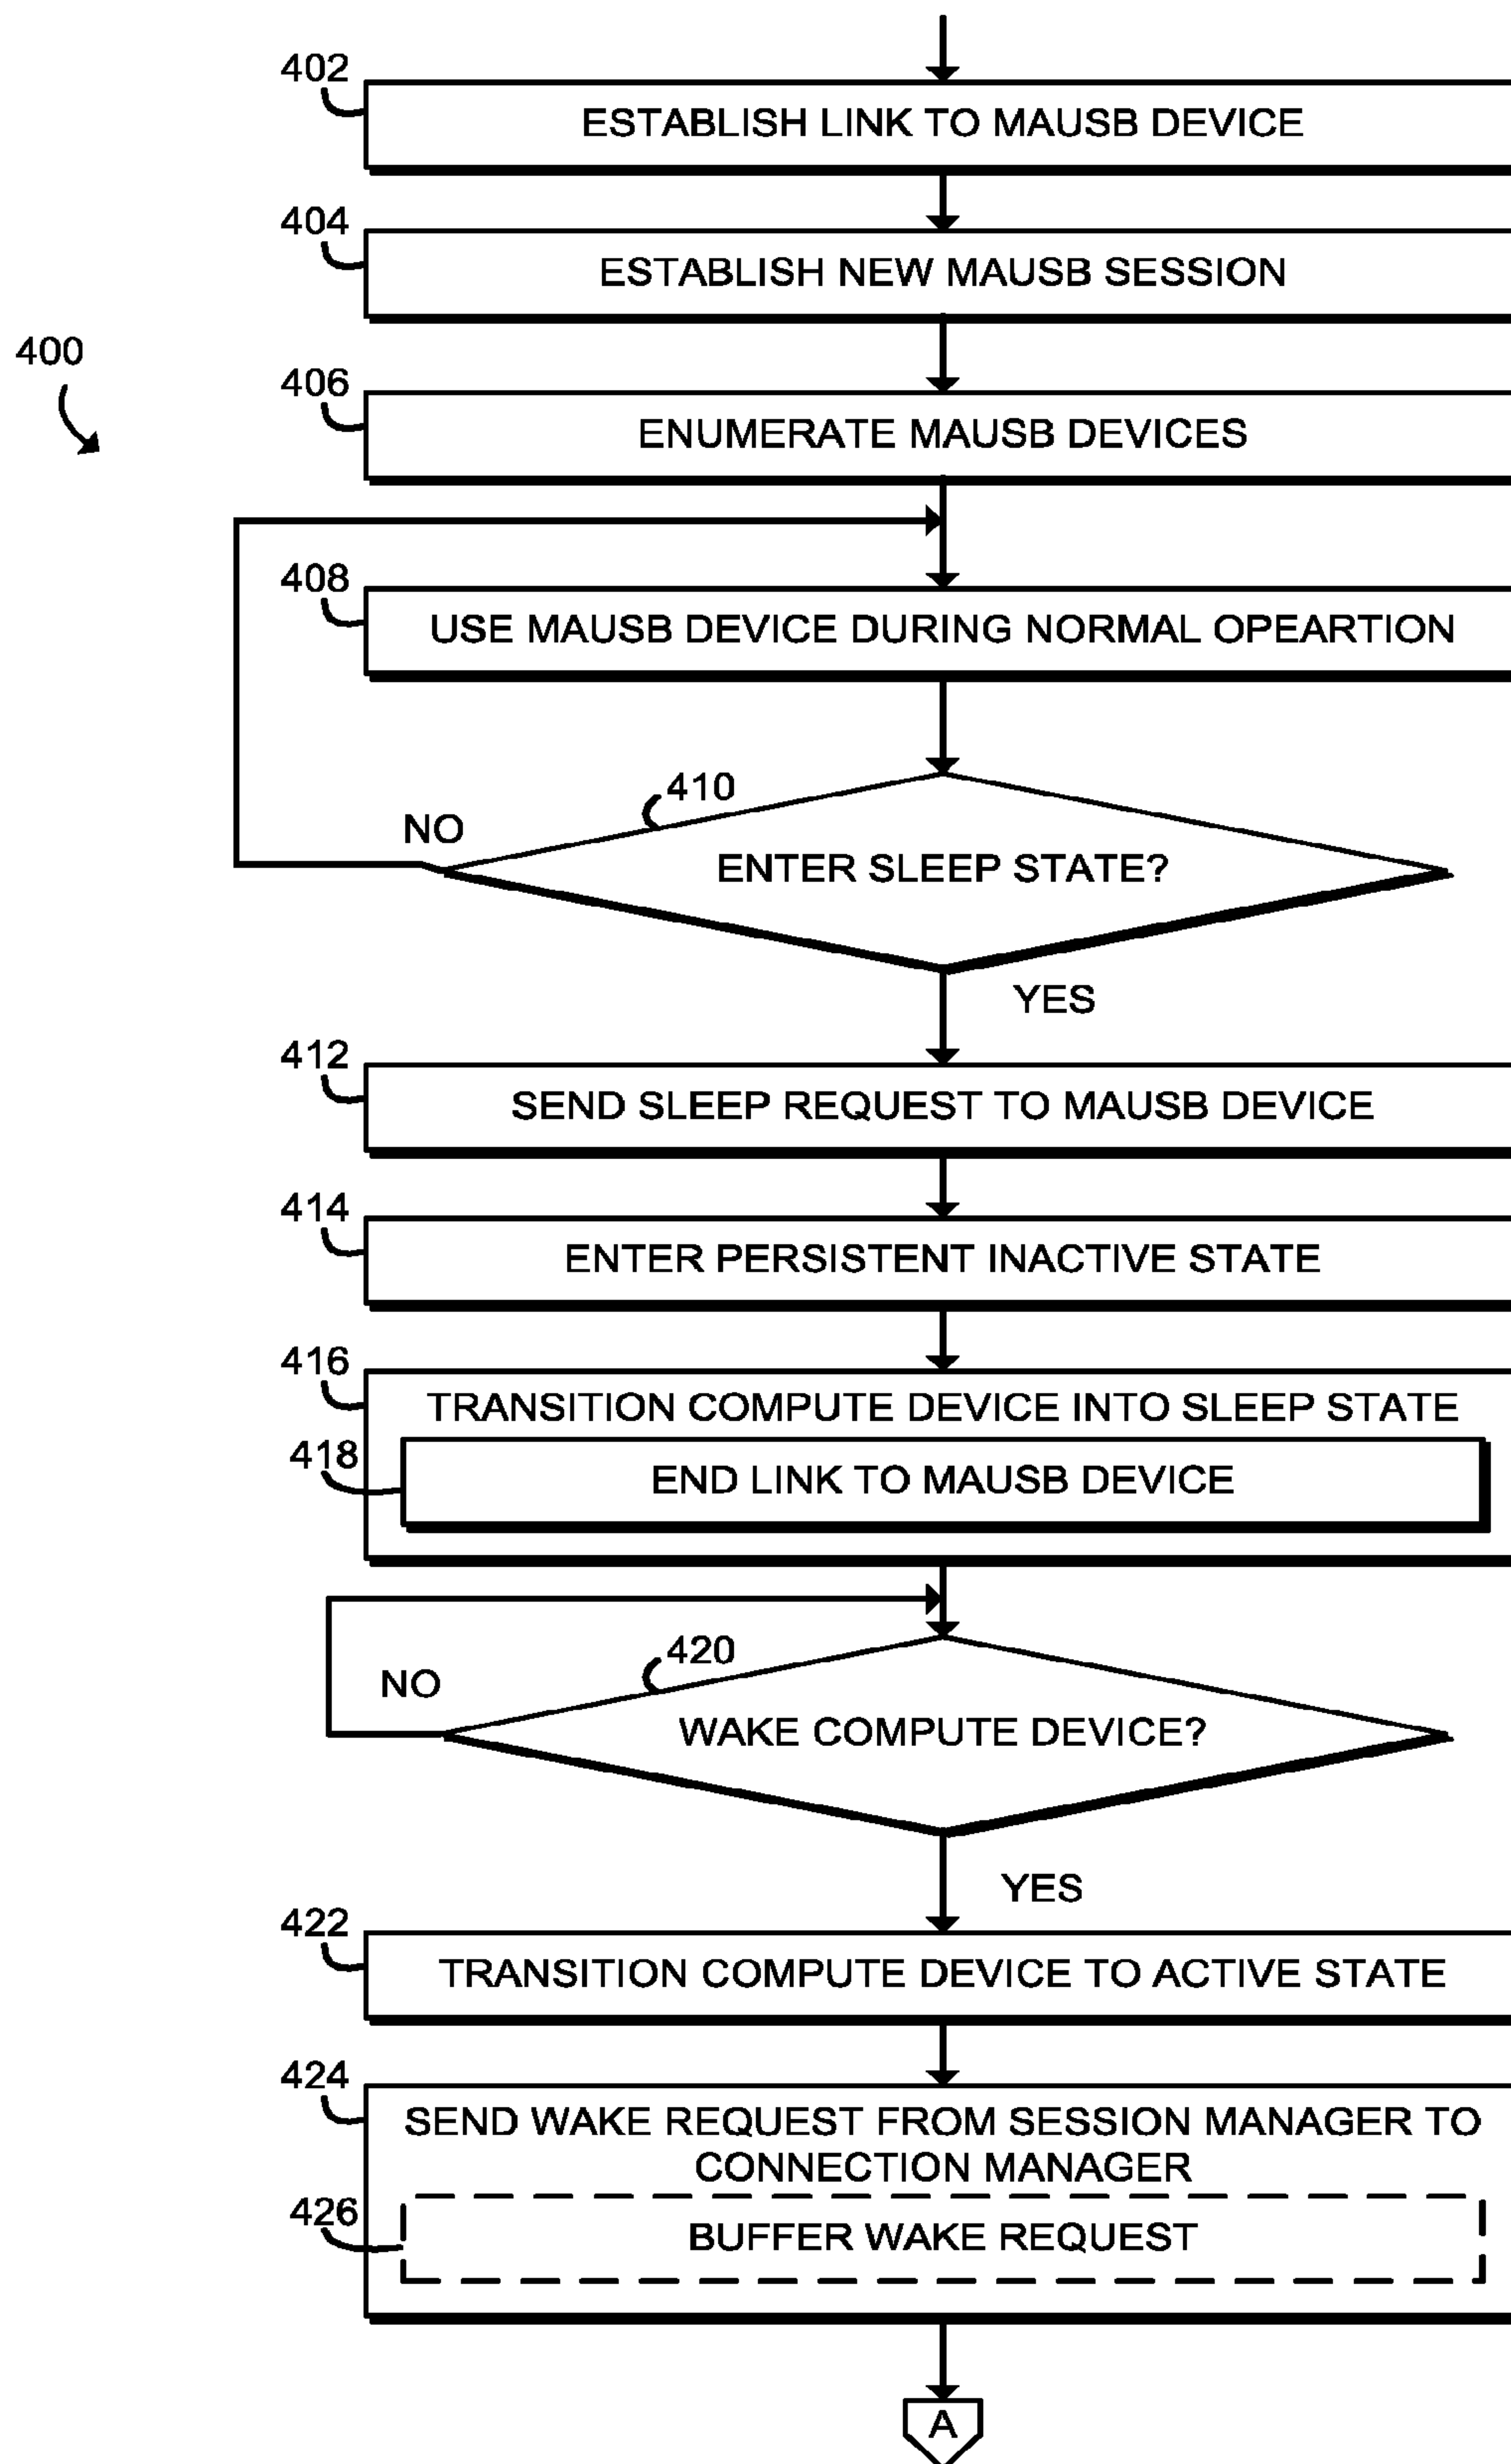 402
ESTABLISH LINK TO MAUSB DEVICE
404
ESTABLISH NEW MAUSB SESSION
400
406
ENUMERATE MAUSB DEVICES
408
USE MAUSB DEVICE DURING NORMAL OPEARTION
410
NO
ENTER SLEEP STATE?
YES
412
SEND SLEEP REQUEST TO MAUSB DEVICE
414
ENTER PERSISTENT INACTIVE STATE
416
TRANSITION COMPUTE DEVICE INTO SLEEP STATE
418
END LINK TO MAUSB DEVICE
420
NO
WAKE COMPUTE DEVICE?
YES
422
TRANSITION COMPUTE DEVICE TO ACTIVE STATE
424
SEND WAKE REQUEST FROM SESSION MANAGER TO
CONNECTION MANAGER
426
BUFFER WAKE REQUEST
A